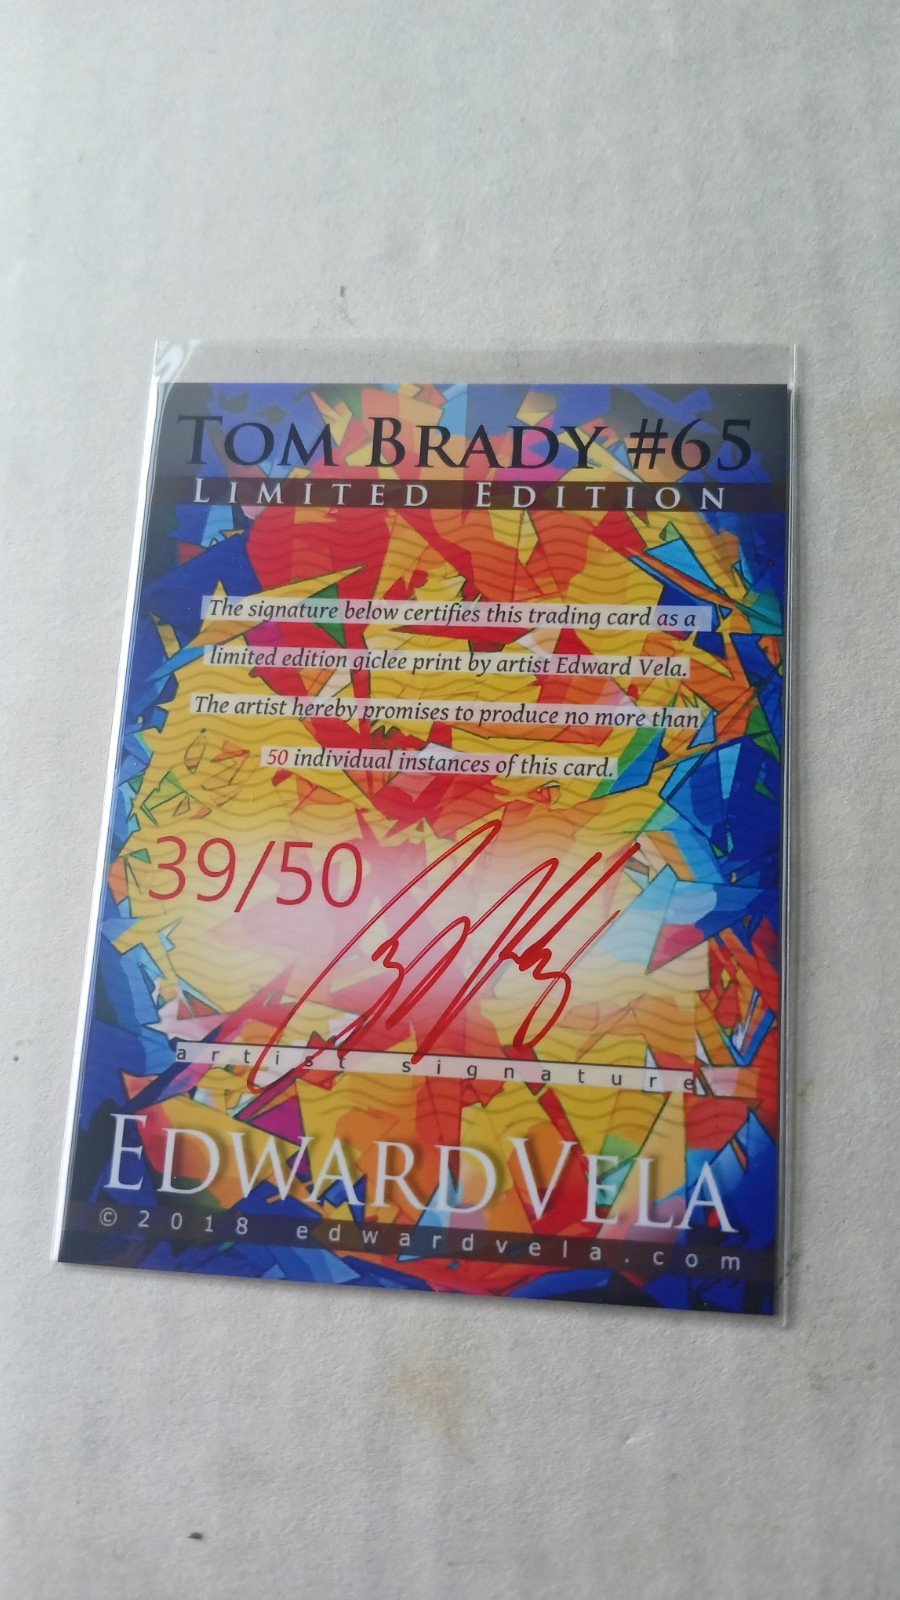 TOM BRADY #65
LIMITED EDITION
The signature below certifies this trading card as a
limited edition giclee print by artist Edward Vela.
The artist hereby promises to produce no more than
50 individual instances of this card.
39/50
artist signature
EDWARDVELA
©2018 edwardvela.com